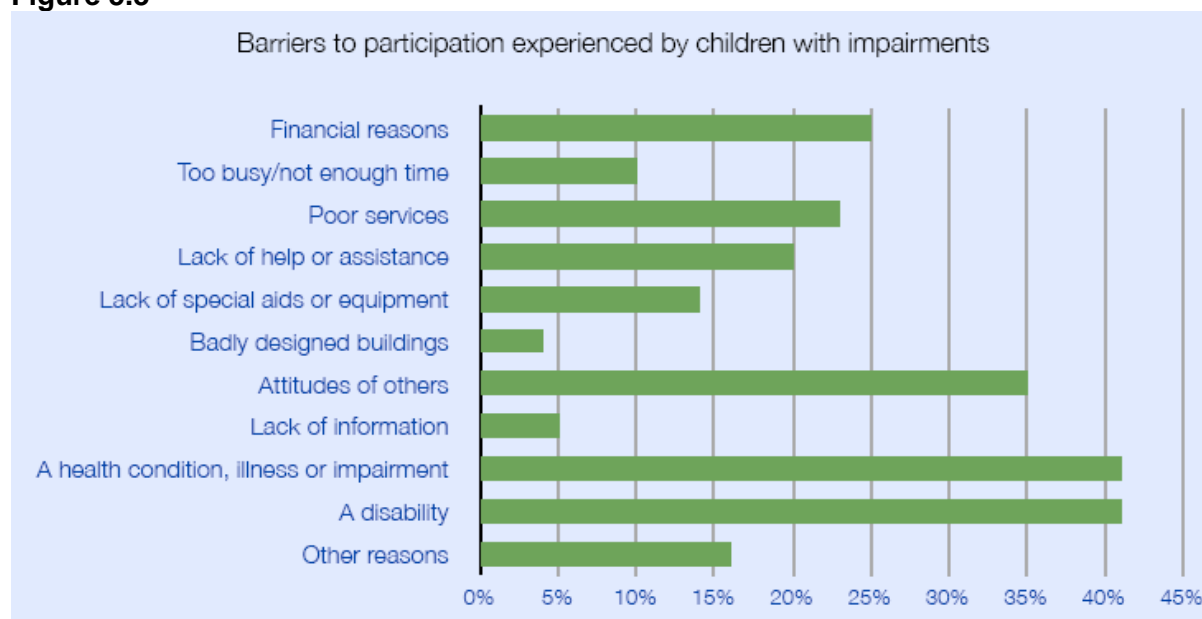 Barriers to participation experienced by children with impairments
Financial reasons
Too busy/not enough time
Poor services
Lack of help or assistance
Lack of special aids or equipment
Badly designed buildings
Attitudes of others
Lack of information
A health condition, illness or impairment
A disability
Other reasons
0% 5% 10% 15% 20% 25% 30% 35% 40% 45%